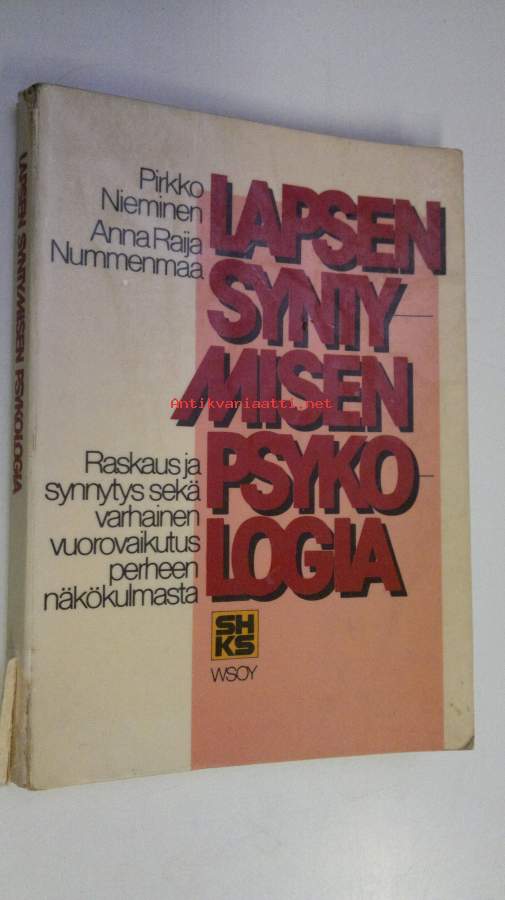 LAPSEN SYNTYMISEN PSYKOLOGIA
Pirkko
Nieminen
Anna Raija
Nummenmaa
LAPSEN
SYNTY-
MISEN
PSYKO-
LOGIA
Antikvariaatti.net
Raskaus ja
synnytys sekä
varhainen
vuorovaikutus
perheen
näkökulmasta
SH
KS
WSOY